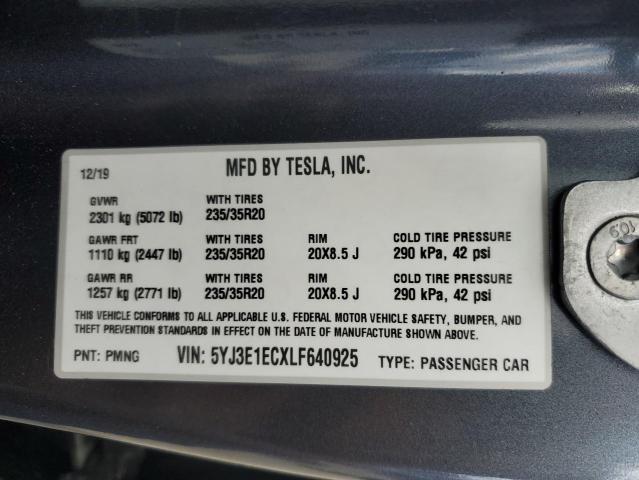 MFD BY TESLA, INC.
12/19
GVWR WITH TIRES
2301 kg (5072 lb) 235/35R20
GAWR FRT WITH TIRES RIM COLD TIRE PRESSURE
1110 kg (2447 lb) 235/35R20 20X8.5 J 290 kPa, 42 psi
GAWR RR WITH TIRES RIM COLD TIRE PRESSURE
1257 kg (2771 lb) 235/35R20 20X8.5 J 290 kPa, 42 psi
THIS VEHICLE CONFORMS TO ALL APPLICABLE U.S. FEDERAL MOTOR VEHICLE SAFETY, BUMPER, AND
THEFT PREVENTION STANDARDS IN EFFECT ON THE DATE OF MANUFACTURE SHOWN ABOVE.
PNT: PMNG VIN: 5YJ3E1ECXLF640925 TYPE: PASSENGER CAR
10.9